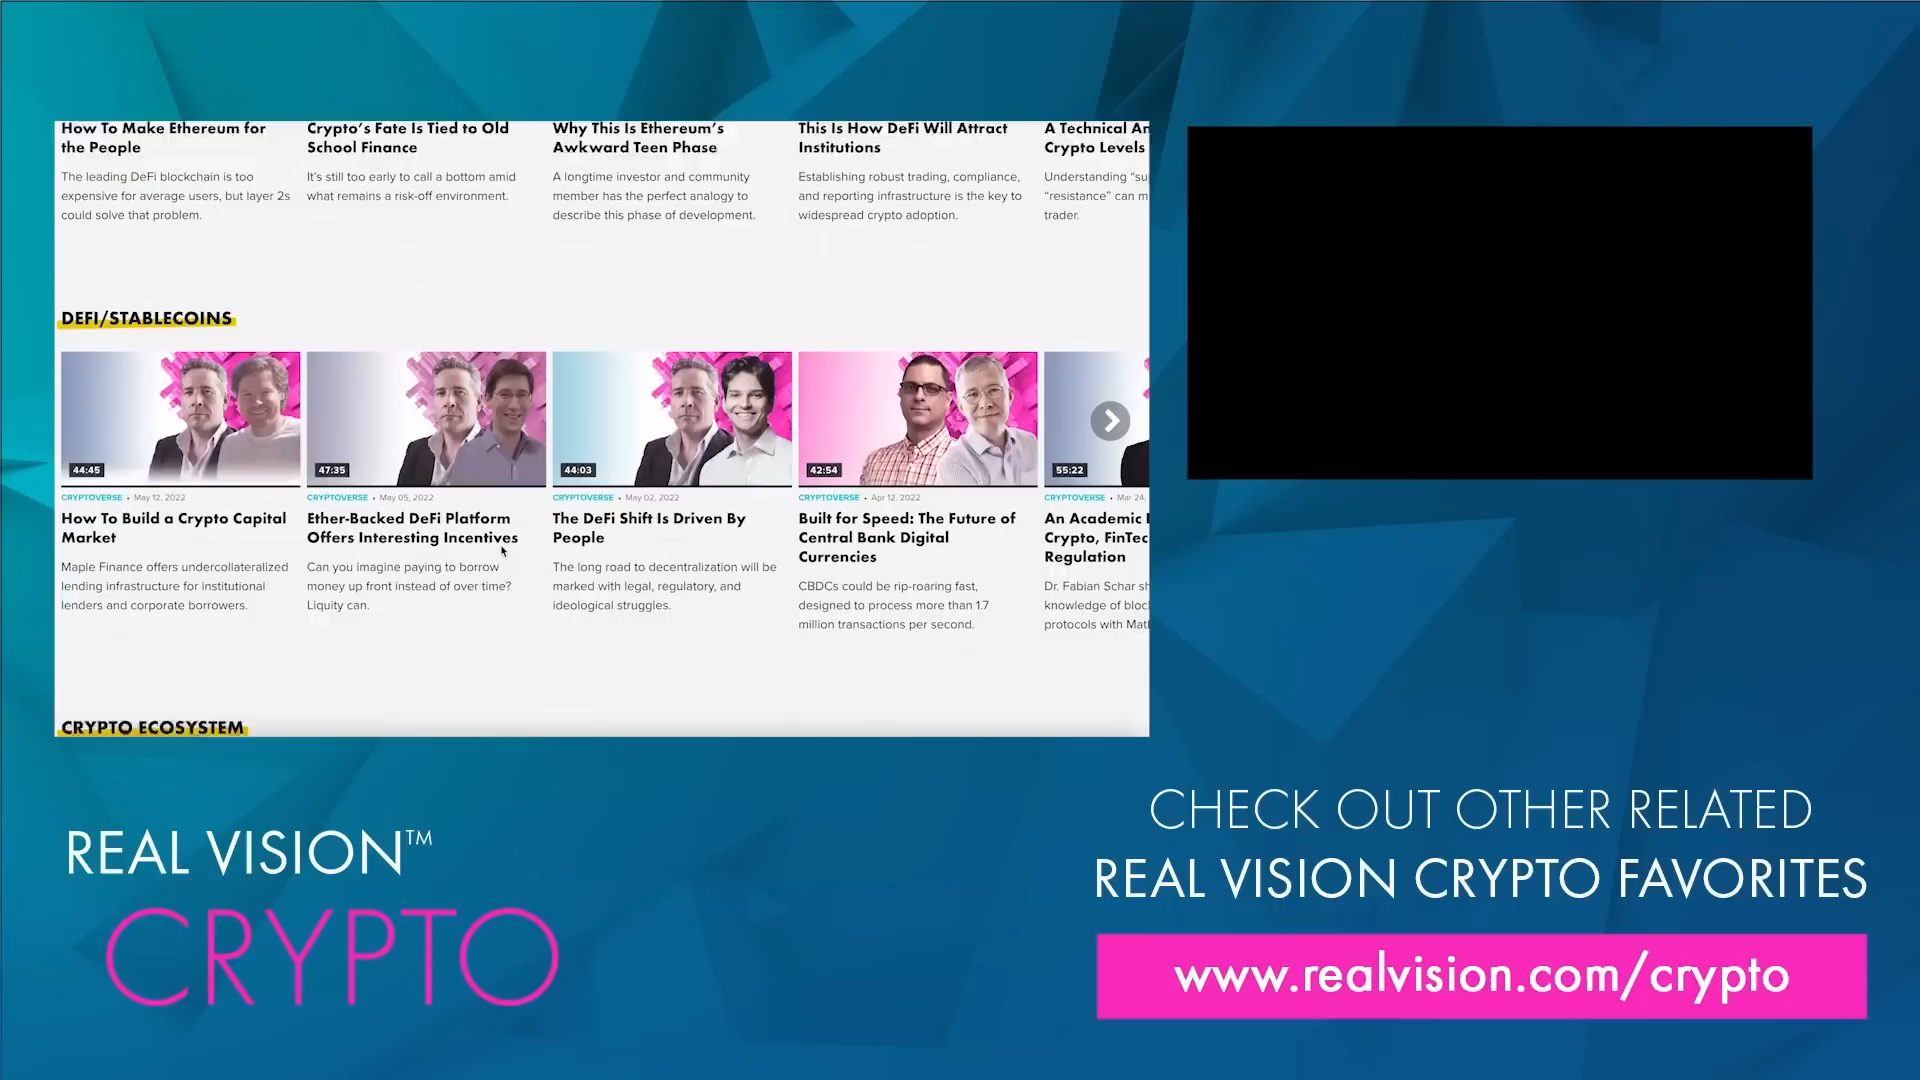 How To Make Ethereum for
the People
The leading DeFi blockchain is too
expensive for average users, but layer 2s
could solve that problem.
Crypto's Fate Is Tied to Old
School Finance
It's still too early to call a bottom amid
what remains a risk-off environment.
Why This Is Ethereum's
Awkward Teen Phase
A longtime investor and community
member has the perfect analogy to
describe this phase of development.
This Is How DeFi Will Attract
Institutions
Establishing robust trading, compliance,
and reporting infrastructure is the key to
widespread crypto adoption.
A Technical
Crypto Levels
Understanding
"resistance" can
trader.
DEFI/STABLECOINS
44:45
CRYPTOVERSE • May 12, 2022
How To Build a Crypto Capital
Market
Maple Finance offers undercollateralized
lending infrastructure for institutional
lenders and corporate borrowers.
47:35
CRYPTOVERSE • May 05, 2022
Ether-Backed DeFi Platform
Offers Interesting Incentives
Can you imagine paying to borrow
money up front instead of over time?
Liquity can.
44:03
CRYPTOVERSE • May 02, 2022
The DeFi Shift Is Driven By
People
The long road to decentralization will be
marked with legal, regulatory, and
ideological struggles.
42:54
CRYPTOVERSE • Apr 12, 2022
Built for Speed: The Future of
Central Bank Digital
Currencies
CBDCs could be rip-roaring fast,
designed to process more than 1.7
million transactions per second.
55:22
CRYPTOVERSE • Mar 24,
An Academic
Crypto, FinTec
Regulation
Dr. Fabian Schar
knowledge of
protocols with
CRYPTO ECOSYSTEM
REAL VISION™
CRYPTO
CHECK OUT OTHER RELATED
REAL VISION CRYPTO FAVORITES
www.realvision.com/crypto